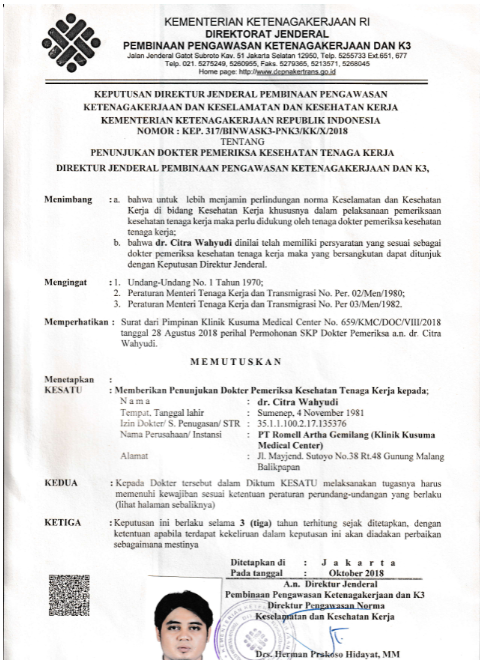 KEMENTERIAN KETENAGAKERJAAN RI
DIREKTORAT JENDERAL
PEMBINAAN PENGAWASAN KETENAGAKERJAAN DAN K3
Jalan Jenderal Gatot Subroto Kav. 51 Jakarta Selatan 12950, Telp. 5255733 Ext.651, 677
Telp. 021. 5275249, 5260955, Faks. 5279365, 5213571, 5268045
Home page: http://www.depnakertrans.go.id
KEPUTUSAN DIREKTUR JENDERAL PEMBINAAN PENGAWASAN
KETENAGAKERJAAN DAN KESELAMATAN DAN KESEHATAN KERJA
KEMENTERIAN KETENAGAKERJAAN REPUBLIK INDONESIA
NOMOR : KEP. 317/BINWASK3-PNK3/KK/X/2018
TENTANG
PENUNJUKAN DOKTER PEMERIKSA KESEHATAN TENAGA KERJA
DIREKTUR JENDERAL PEMBINAAN PENGAWASAN KETENAGAKERJAAN DAN K3,
Menimbang : a. bahwa untuk lebih menjamin perlindungan norma Keselamatan dan Kesehatan
Kerja di bidang Kesehatan Kerja khususnya dalam pelaksanaan pemeriksaan
kesehatan tenaga kerja maka perlu didukung oleh tenaga dokter pemeriksa kesehatan
tenaga kerja;
b. bahwa dr. Citra Wahyudi dinilai telah memiliki persyaratan yang sesuai sebagai
dokter pemeriksa kesehatan tenaga kerja maka yang bersangkutan dapat ditunjuk
dengan Keputusan Direktur Jenderal.
Mengingat : 1. Undang-Undang No. 1 Tahun 1970;
2. Peraturan Menteri Tenaga Kerja dan Transmigrasi No. Per. 02/Men/1980;
3. Peraturan Menteri Tenaga Kerja dan Transmigrasi No. Per 03/Men/1982.
Memperhatikan : Surat dari Pimpinan Klinik Kusuma Medical Center No. 659/KMC/DOC/VIII/2018
tanggal 28 Agustus 2018 perihal Permohonan SKP Dokter Pemeriksa a.n. dr. Citra
Wahyudi.
M E M U T U S K A N
Menetapkan :
KESATU : Memberikan Penunjukan Dokter Pemeriksa Kesehatan Tenaga Kerja kepada;
N a m a : dr. Citra Wahyudi
Tempat, Tanggal lahir : Sumenep, 4 November 1981
Izin Dokter/ S. Penugasan/ STR : 35.1.1.100.2.17.135376
Nama Perusahaan/ Instansi : PT Romell Artha Gemilang (Klinik Kusuma
Medical Center)
Alamat : Jl. Mayjend. Sutoyo No.38 Rt.48 Gunung Malang
Balikpapan
KEDUA : Kepada Dokter tersebut dalam Diktum KESATU melaksanakan tugasnya harus
memenuhi kewajiban sesuai ketentuan peraturan perundang-undangan yang berlaku
(lihat halaman sebaliknya)
KETIGA : Keputusan ini berlaku selama 3 (tiga) tahun terhitung sejak ditetapkan, dengan
ketentuan apabila terdapat kekeliruan dalam keputusan ini akan diadakan perbaikan
sebagaimana mestinya
Ditetapkan di : J a k a r t a
Pada tanggal : Oktober 2018
A.n. Direktur Jenderal
Pembinaan Pengawasan Ketenagakerjaan dan K3
Direktur Pengawasan Norma
Keselamatan dan Kesehatan Kerja
Drs. Herman Prakoso Hidayat, MM